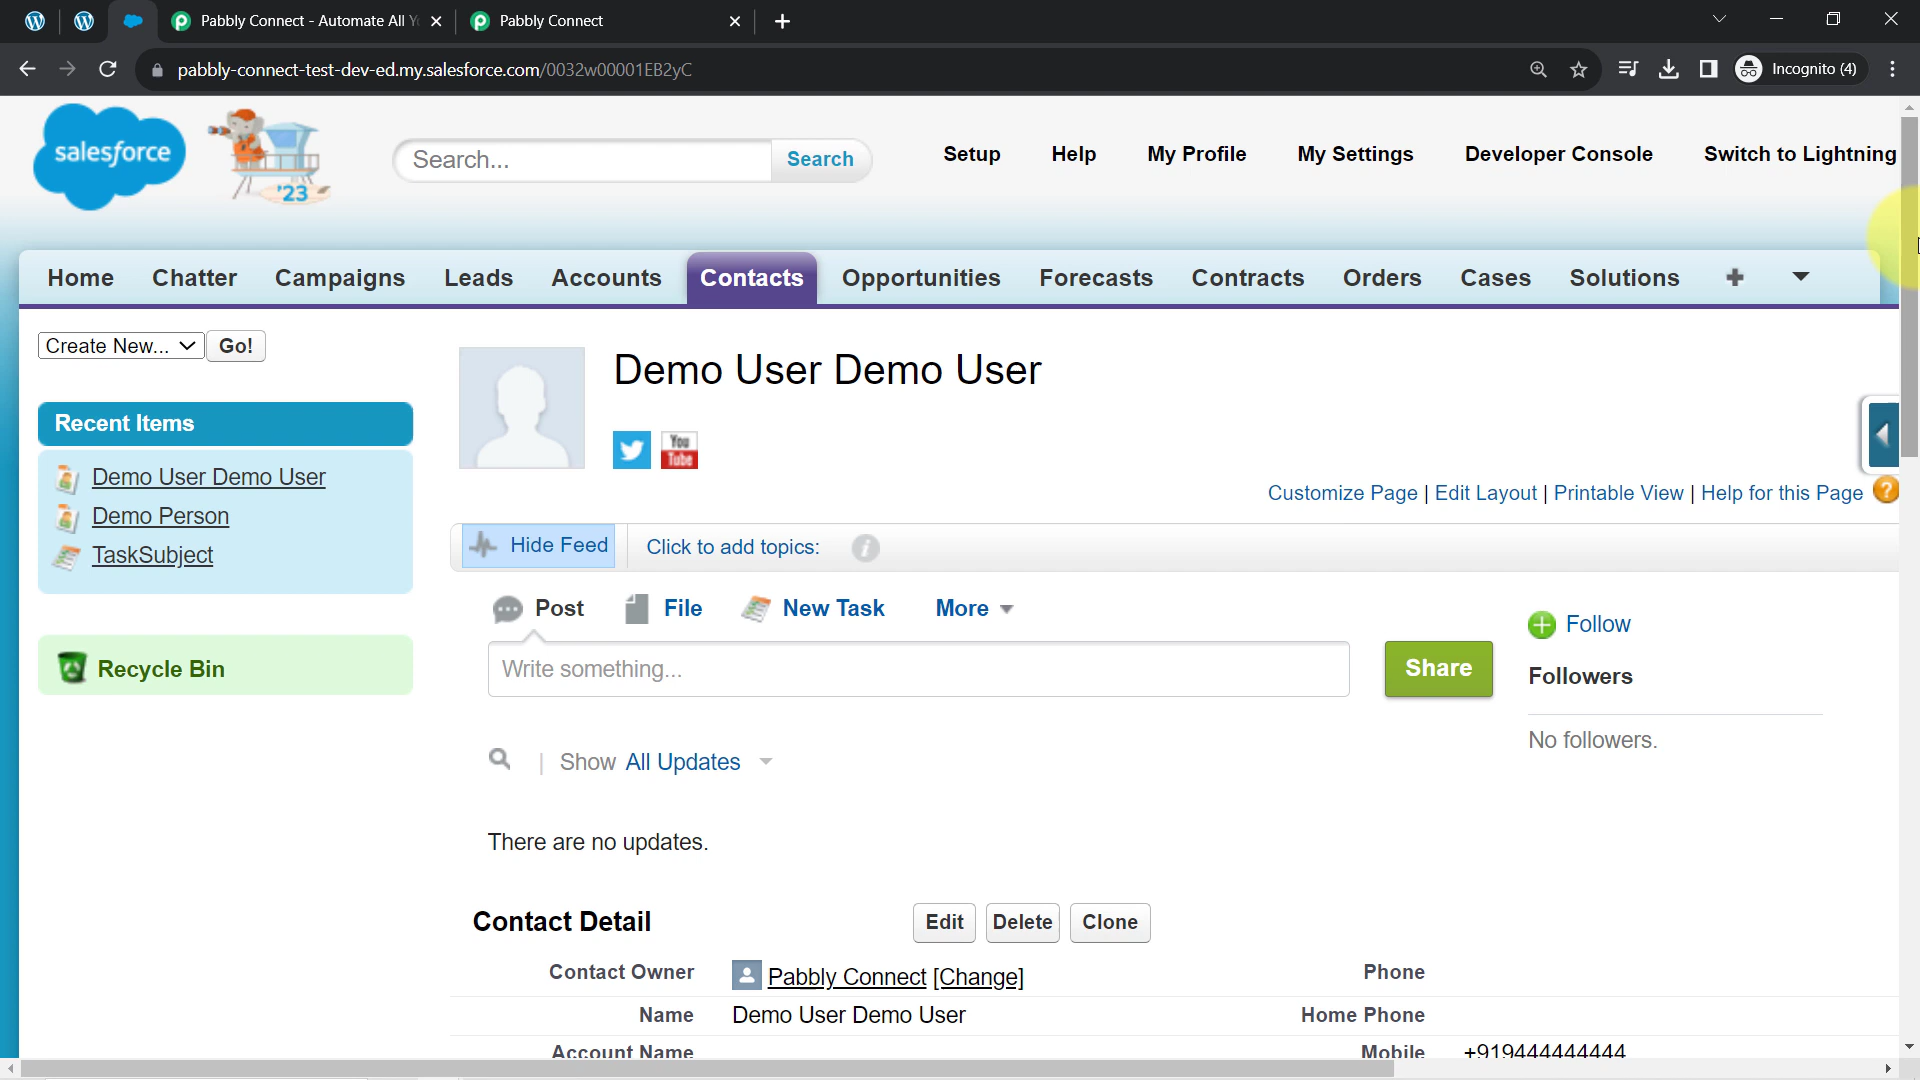 Pabbly Connect - Automate All Y
Pabbly Connect
pabbly-connect-test-dev-ed.my.salesforce.com/0032w00001EB2yC
Incognito (4)
salesforce
'23
Search...
Search
Setup
Help
My Profile
My Settings
Developer Console
Switch to Lightning
Home
Chatter
Campaigns
Leads
Accounts
Contacts
Opportunities
Forecasts
Contracts
Orders
Cases
Solutions
Create New...
Go!
Recent Items
Demo User Demo User
Demo Person
TaskSubject
Recycle Bin
Demo User Demo User
You
Tube
Customize Page | Edit Layout | Printable View | Help for this Page
Hide Feed
Click to add topics:
Post
File
New Task
More
Write something...
Share
Follow
Followers
No followers.
Show All Updates
There are no updates.
Contact Detail
Edit
Delete
Clone
Contact Owner
Pabbly Connect [Change]
Phone
Name
Demo User Demo User
Home Phone
Account Name
Mobile
+919444444444